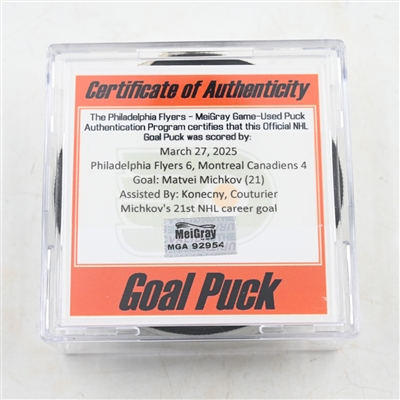 Certificate of Authenticity
The Philadelphia Flyers - MeiGray Game-Used Puck
Authentication Program certifies that this Official NHL
Goal Puck was scored by:
March 27, 2025
Philadelphia Flyers 6, Montreal Canadiens 4
Goal: Matvei Michkov (21)
Assisted By: Konecny, Couturier
Michkov's 21st NHL career goal
MeiGray
MGA 92954
Goal Puck